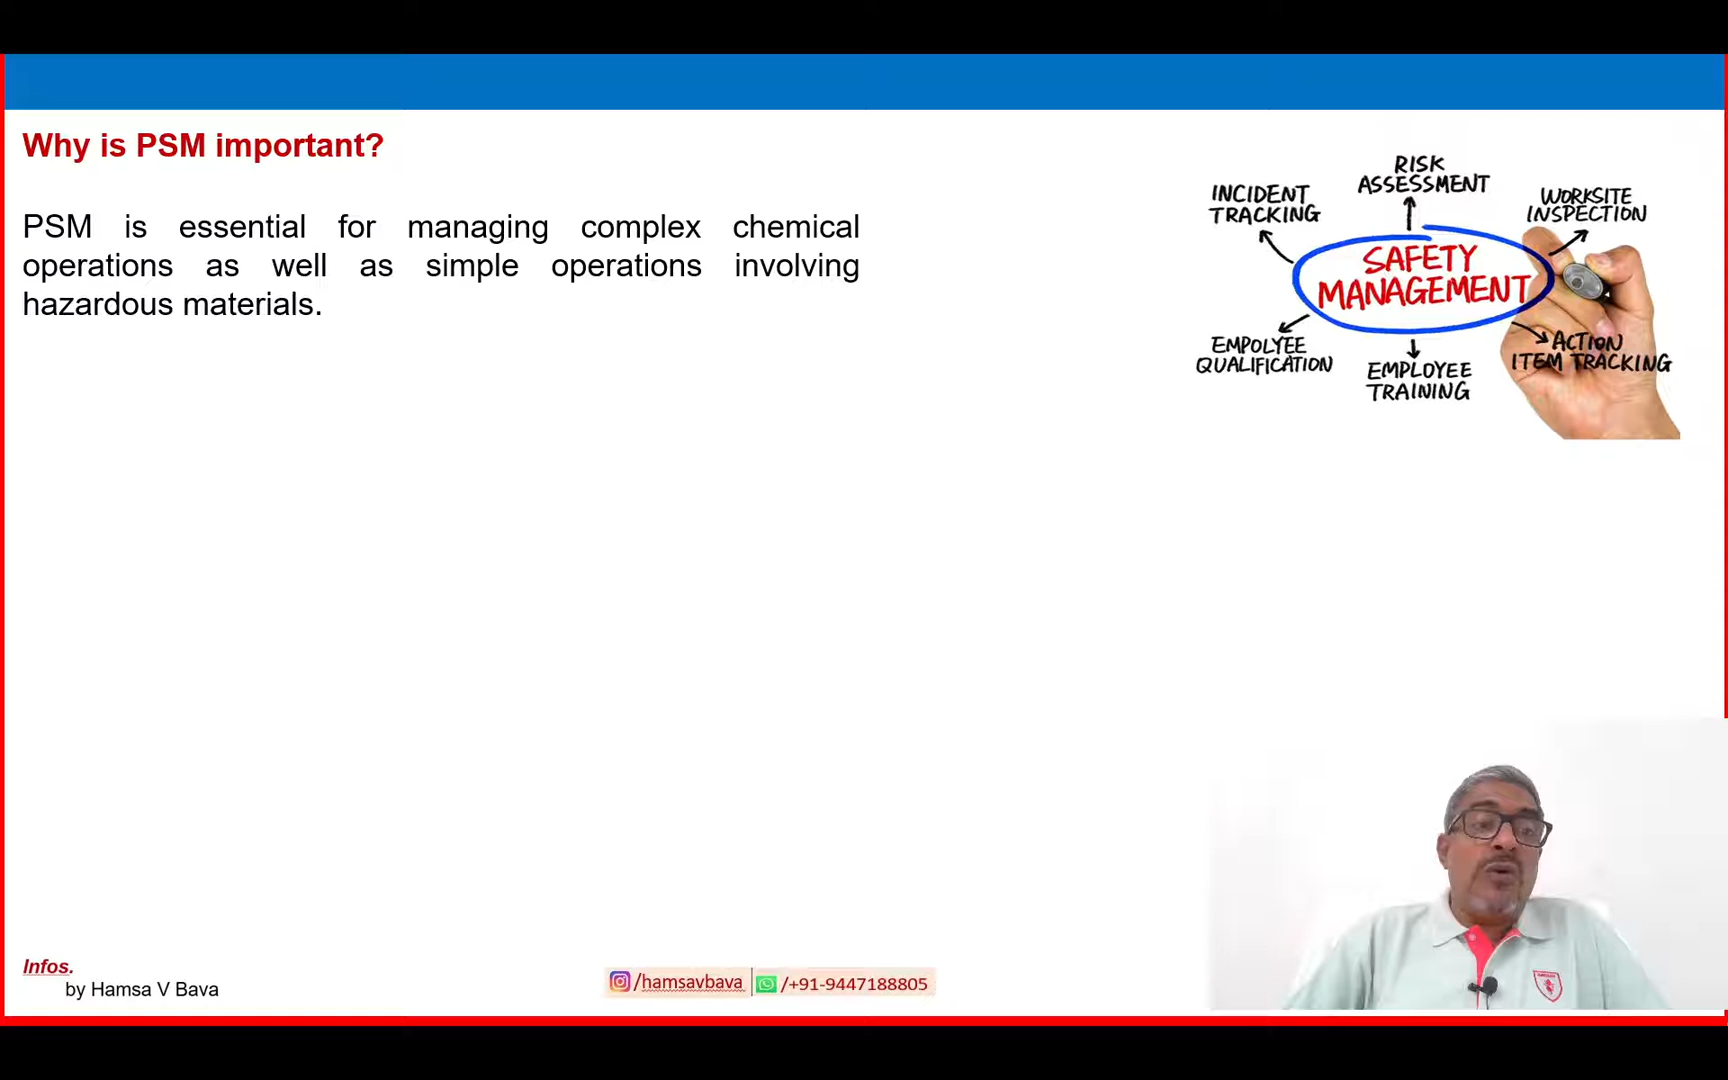 Why is PSM important?
PSM is essential for managing complex chemical
operations as well as simple operations involving
hazardous materials.
RISK
ASSESSMENT
INCIDENT
TRACKING
WORKSITE
INSPECTION
SAFETY
MANAGEMENT
EMPOLYEE
QUALIFICATION
EMPLOYEE
TRAINING
ACTION
ITEM TRACKING
Infos.
by Hamsa V Bava
/hamsavbava
/+91-9447188805